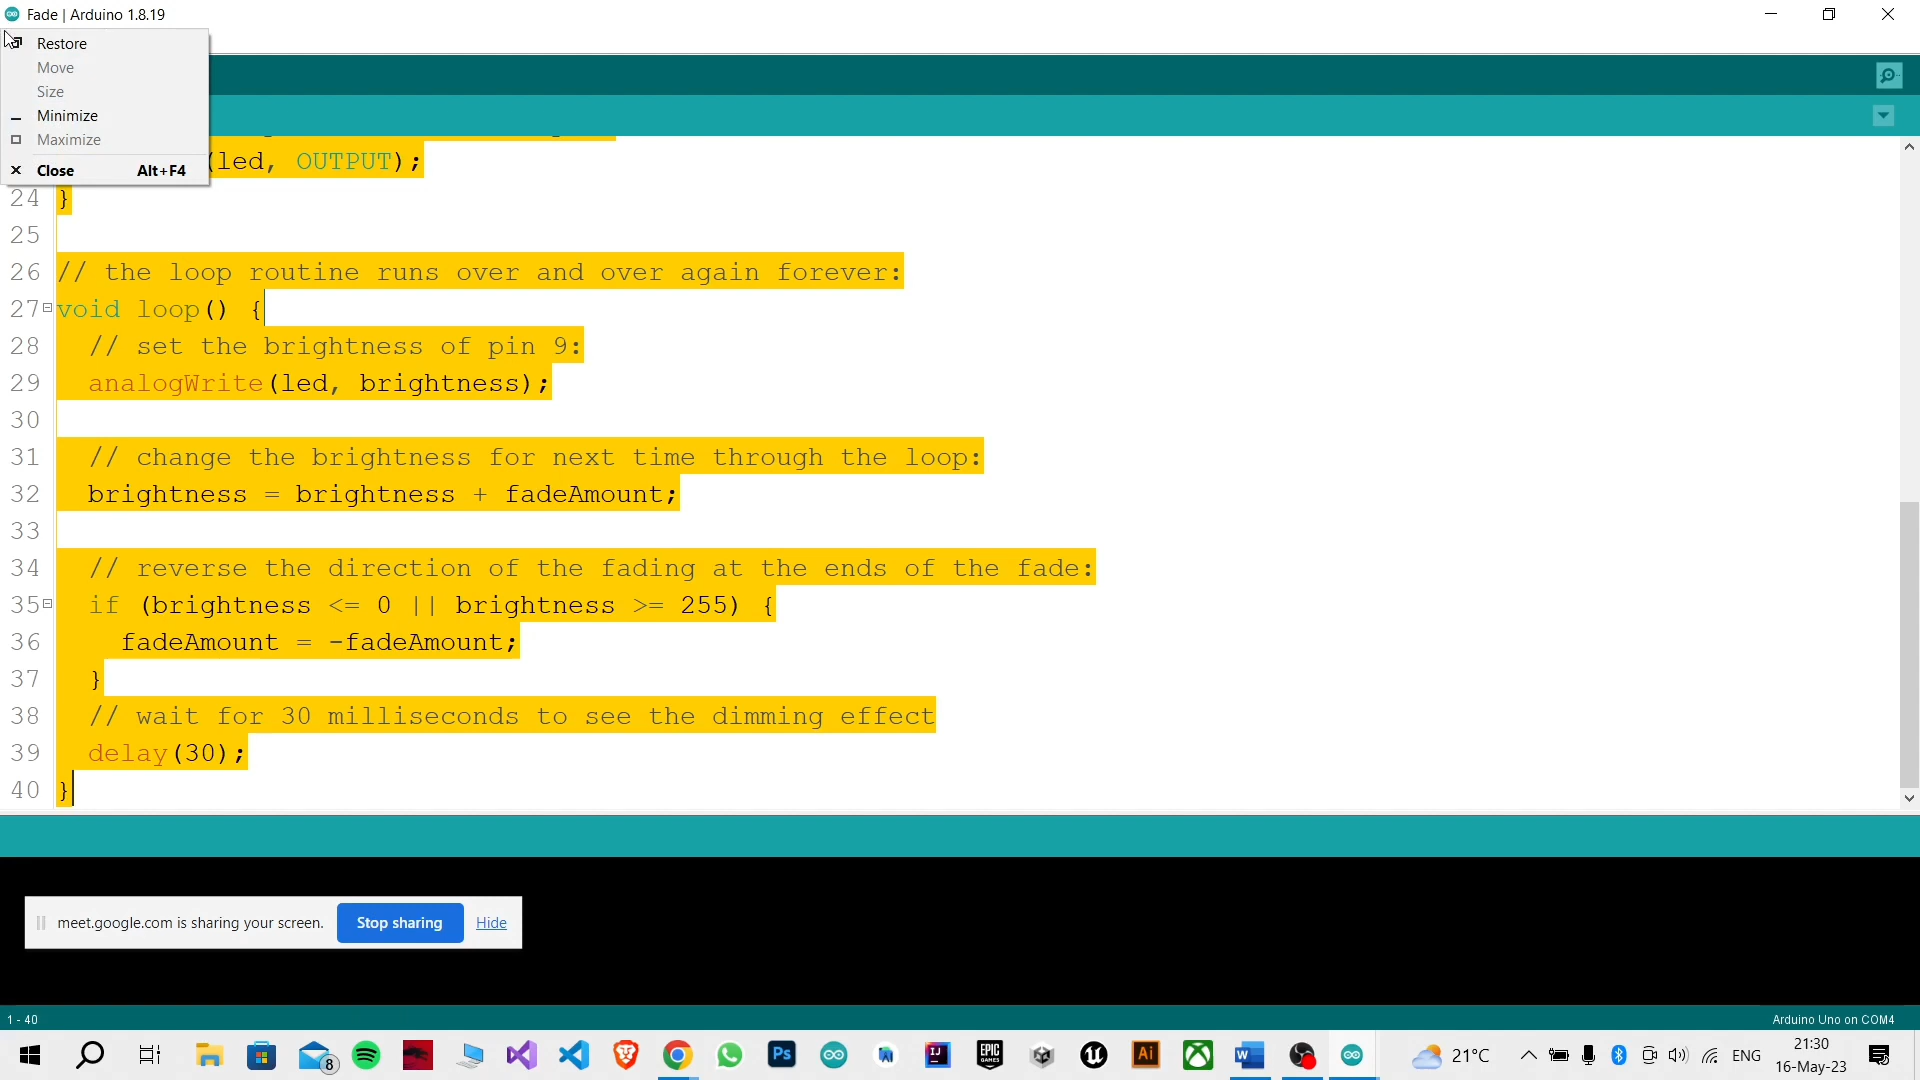 Fade | Arduino 1.8.19
Restore
Move
Size
Minimize
Maximize
Close Alt+F4
(led, OUTPUT);
24 }
25
26 // the loop routine runs over and over again forever:
27 void loop() {
28 // set the brightness of pin 9:
29 analogWrite(led, brightness);
30
31 // change the brightness for next time through the loop:
32 brightness = brightness + fadeAmount;
33
34 // reverse the direction of the fading at the ends of the fade:
35 if (brightness <= 0 || brightness >= 255) {
36 fadeAmount = -fadeAmount;
37 }
38 // wait for 30 milliseconds to see the dimming effect
39 delay(30);
40 }
meet.google.com is sharing your screen. Stop sharing Hide
1 - 40 Arduino Uno on COM4
8 Ps IJ EPIC GAMES Ai W 21°C ENG 21:30
16-May-23